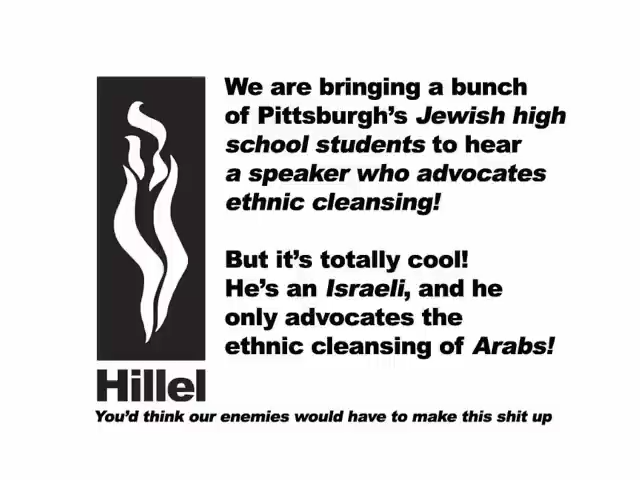 We are bringing a bunch
of Pittsburgh's Jewish high
school students to hear
a speaker who advocates
ethnic cleansing!
But it's totally cool!
He's an Israeli, and he
only advocates the
ethnic cleansing of Arabs!
Hillel
You'd think our enemies would have to make this shit up